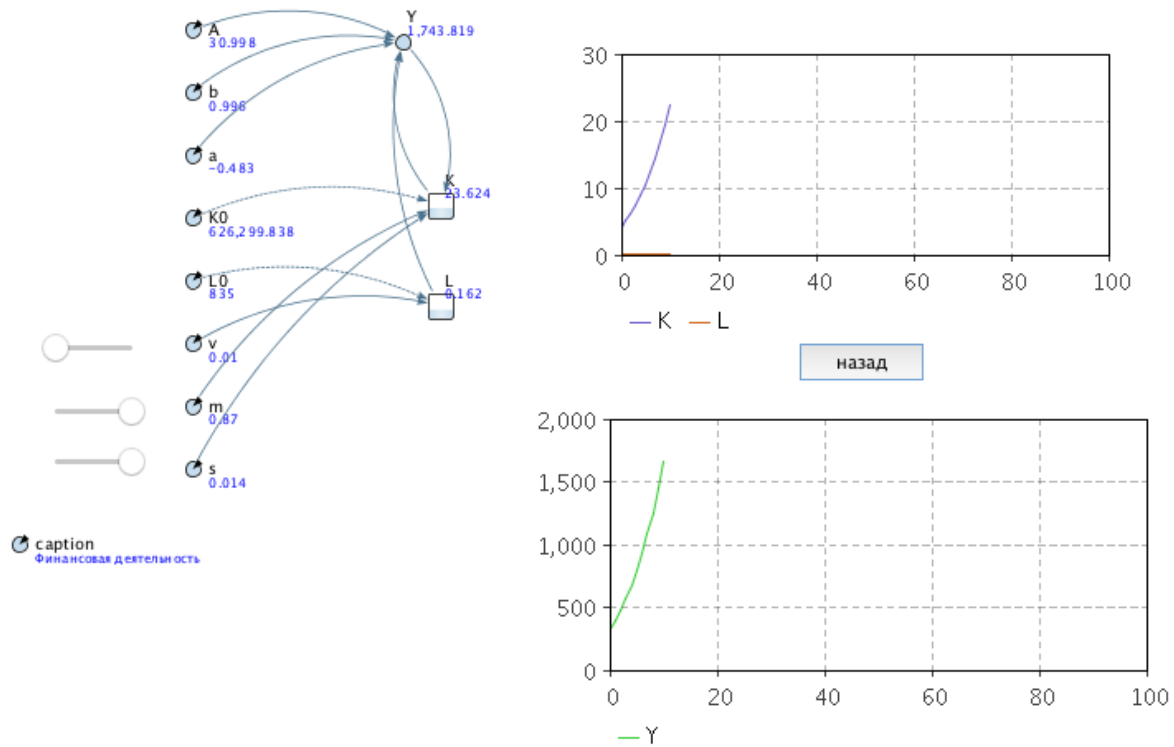 A
30.998
b
0.996
a
-0.483
K0
626,299.838
L0
835
v
0.01
m
0.87
s
0.014
caption
Финансовая деятельность
Y
1,743.819
K
23.624
L
0.162
30
20
10
0
0 20 40 60 80 100
K L
назад
2,000
1,500
1,000
500
0
0 20 40 60 80 100
Y